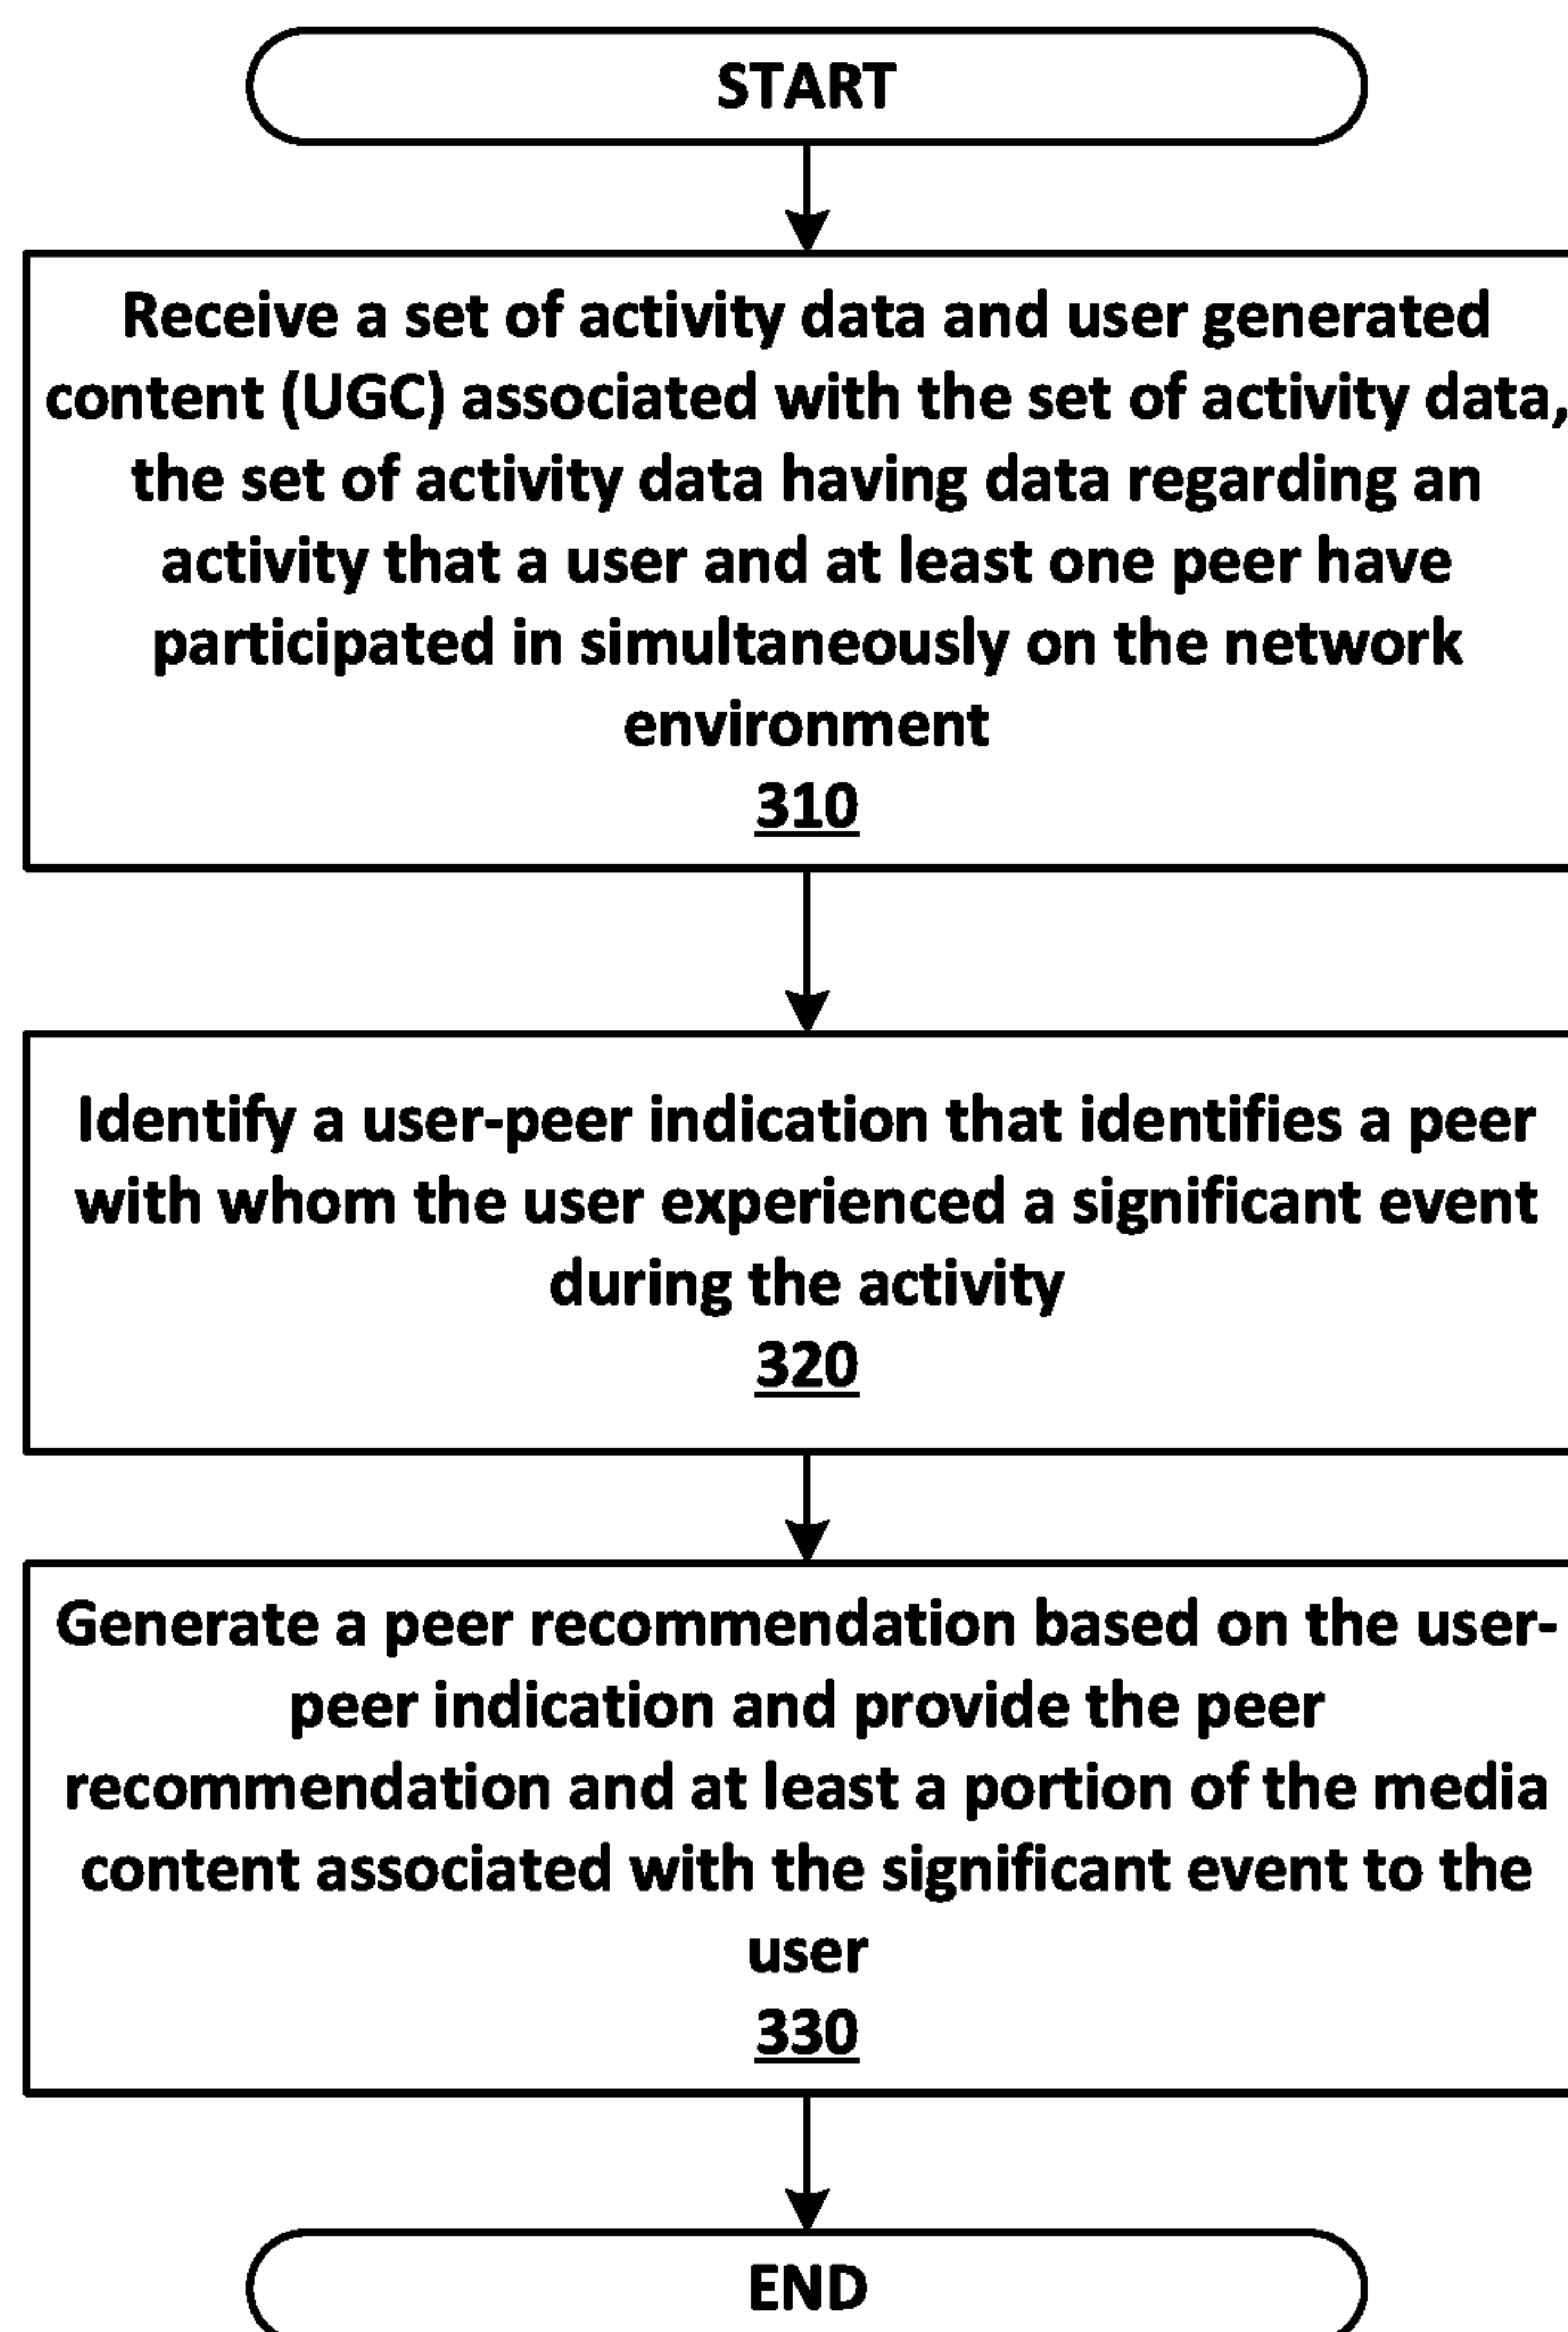 START
Receive a set of activity data and user generated
content (UGC) associated with the set of activity data,
the set of activity data having data regarding an
activity that a user and at least one peer have
participated in simultaneously on the network
environment
310
Identify a user-peer indication that identifies a peer
with whom the user experienced a significant event
during the activity
320
Generate a peer recommendation based on the user-
peer indication and provide the peer
recommendation and at least a portion of the media
content associated with the significant event to the
user
330
END